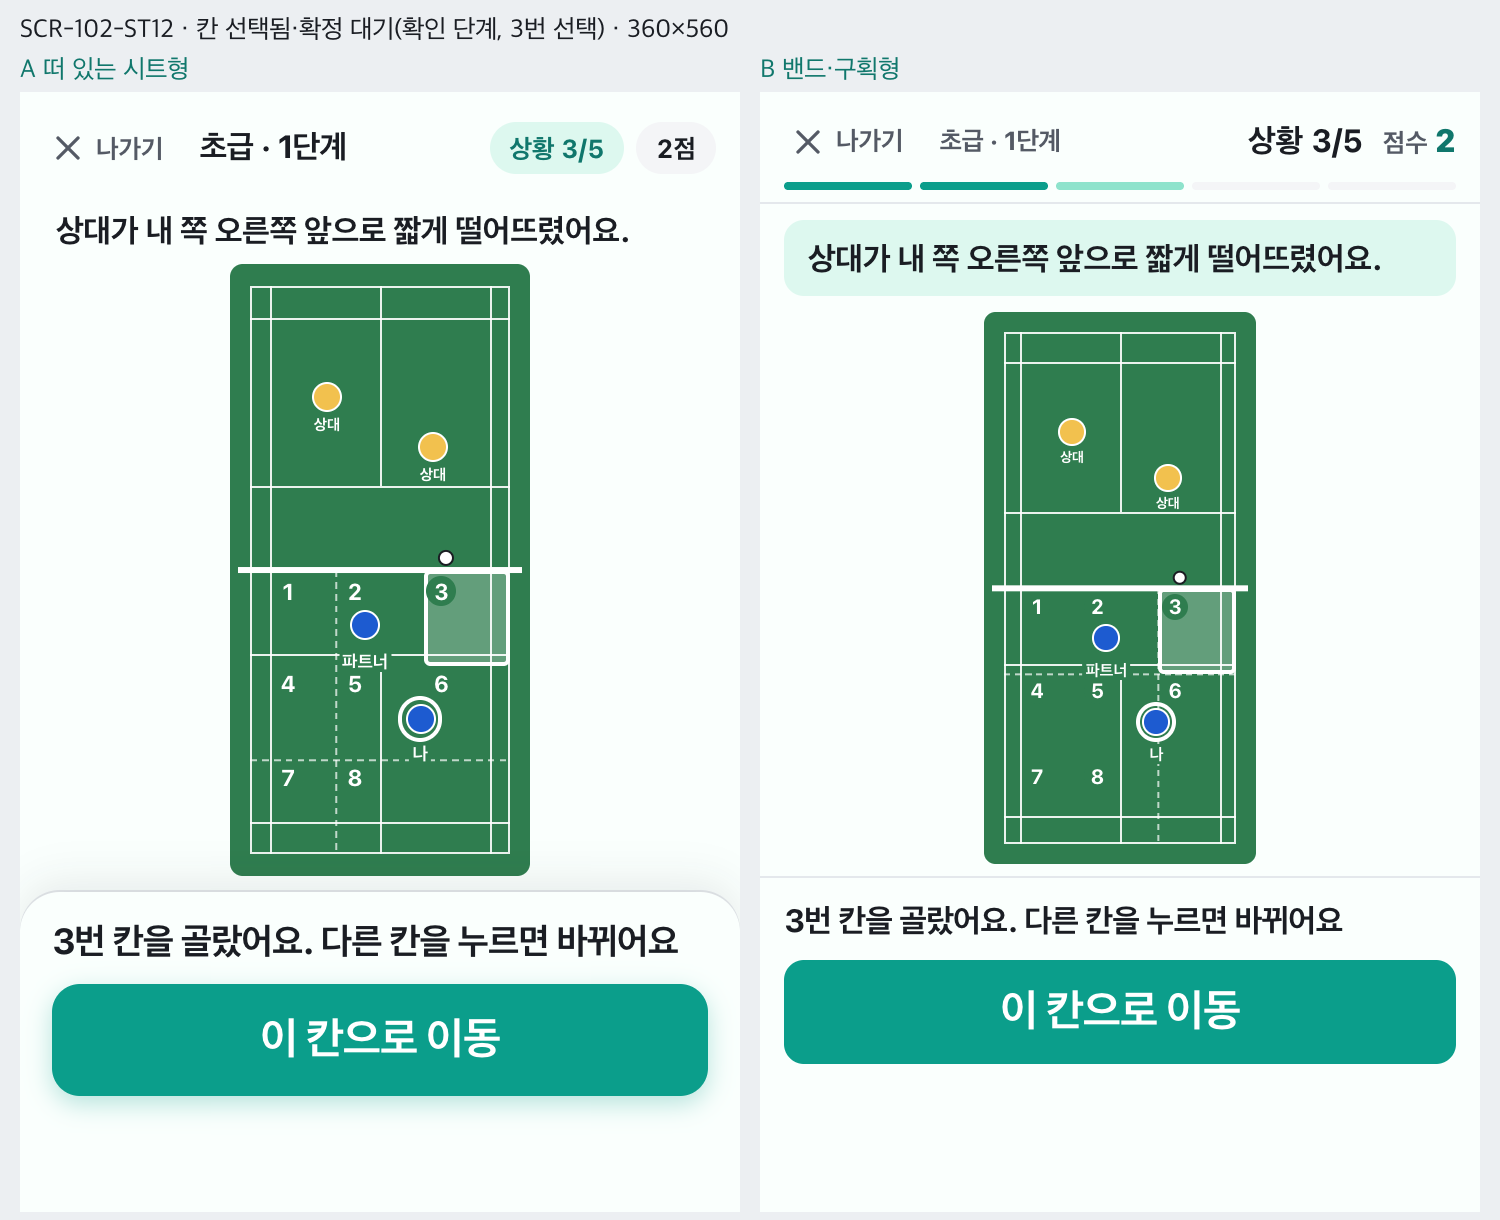 SCR-102-ST12 · 칸 선택됨·확정 대기(확인 단계, 3번 선택) · 360×560
A 떠 있는 시트형
나가기 초급 · 1단계 상황 3/5 2점
상대가 내 쪽 오른쪽 앞으로 짧게 떨어뜨렸어요.
상대
상대
1 2 3
파트너
4 5 6
나
7 8
3번 칸을 골랐어요. 다른 칸을 누르면 바뀌어요
이 칸으로 이동
B 밴드·구획형
나가기 초급 · 1단계 상황 3/5 점수 2
상대가 내 쪽 오른쪽 앞으로 짧게 떨어뜨렸어요.
상대
상대
1 2 3
파트너
4 5 6
나
7 8
3번 칸을 골랐어요. 다른 칸을 누르면 바뀌어요
이 칸으로 이동